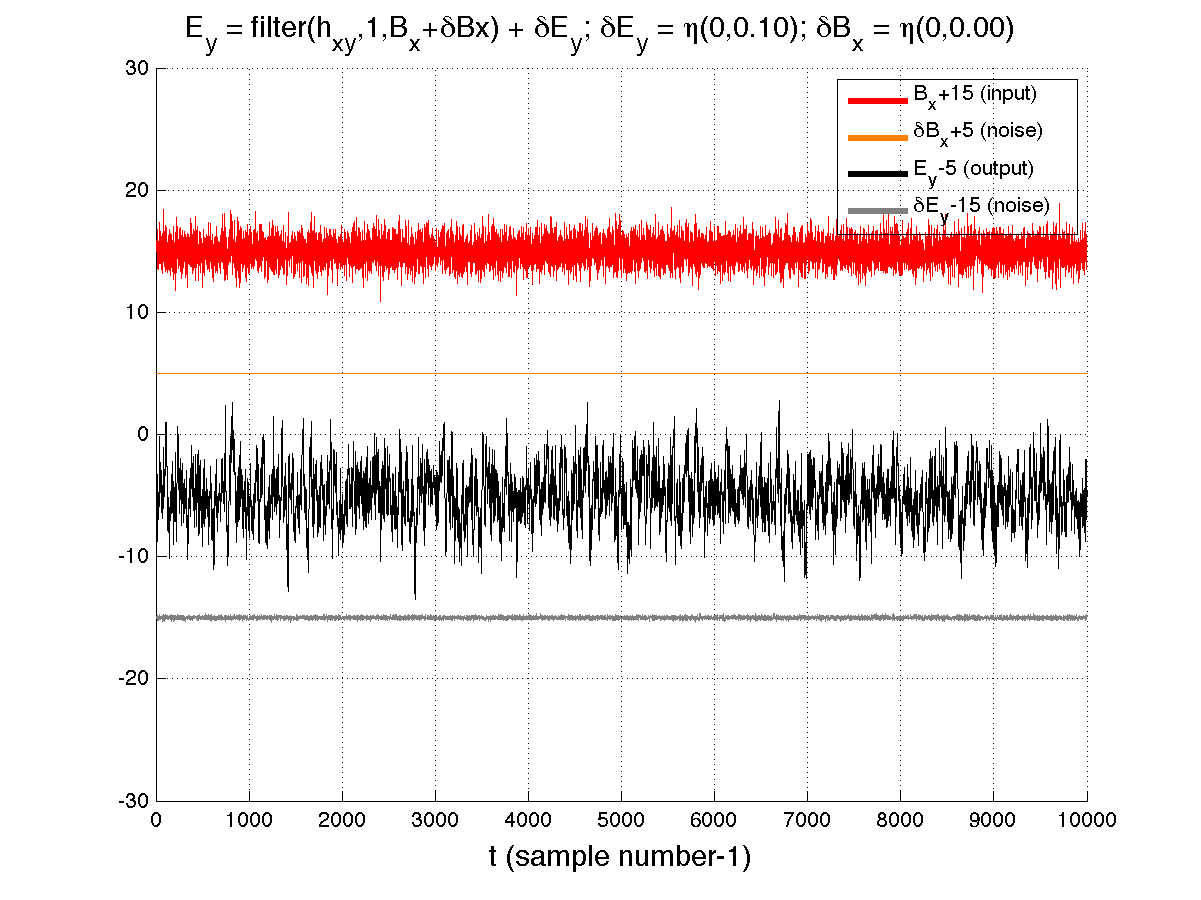 E_y = filter(h_xy,1,B_x+δBx) + δE_y; δE_y = η(0,0.10); δB_x = η(0,0.00)
30
B_x+15 (input)
δB_x+5 (noise)
E_y-5 (output)
δE_y-15 (noise)
20
10
0
-10
-20
-30
0 1000 2000 3000 4000 5000 6000 7000 8000 9000 10000
t (sample number-1)